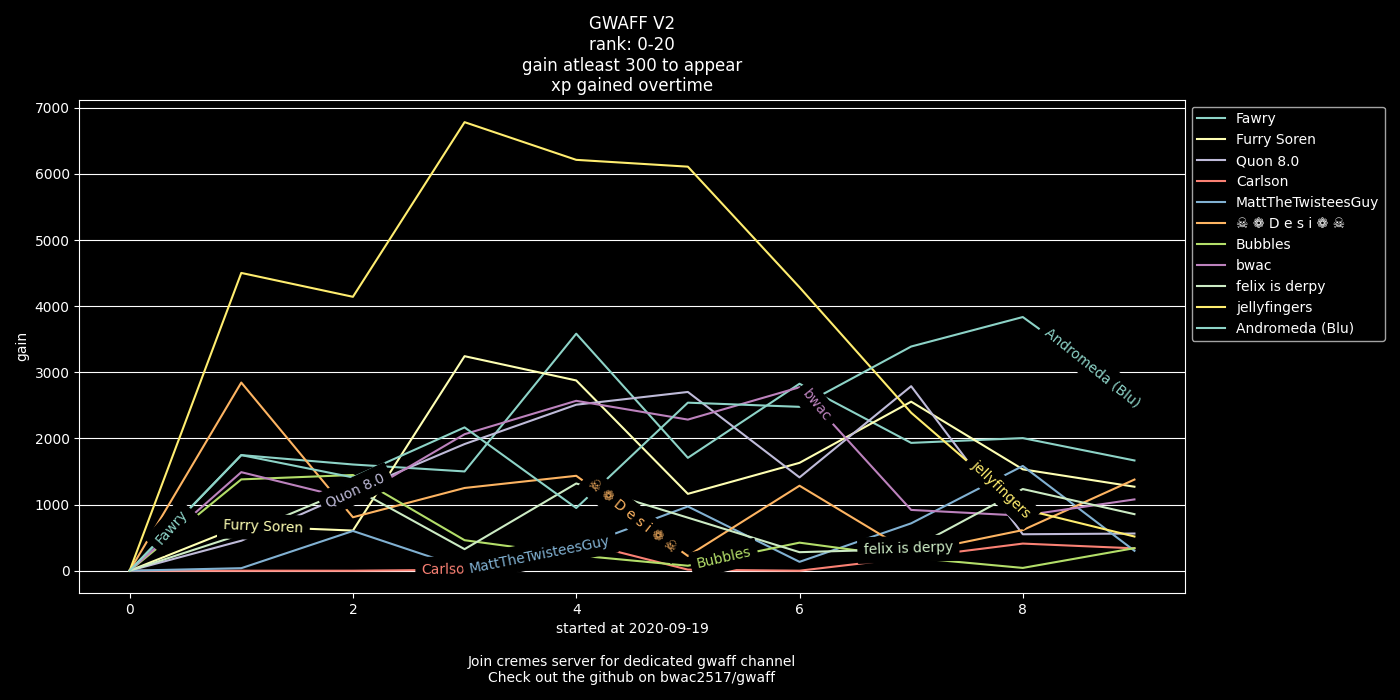 GWAFF V2
rank: 0-20
gain atleast 300 to appear
xp gained overtime
7000
6000
5000
4000
3000
2000
1000
0
gain
Fawry
Furry Soren
Quon 8.0
Carlso
MattTheTwisteesGuy
☠ ❁ D e s i ❁ ☠
Bubbles
bwac
felix is derpy
jellyfingers
Andromeda (Blu)
Fawry
Furry Soren
Quon 8.0
Carlson
MattTheTwisteesGuy
☠ ❁ D e s i ❁ ☠
Bubbles
bwac
felix is derpy
jellyfingers
Andromeda (Blu)
0 2 4 6 8
started at 2020-09-19
Join cremes server for dedicated gwaff channel
Check out the github on bwac2517/gwaff